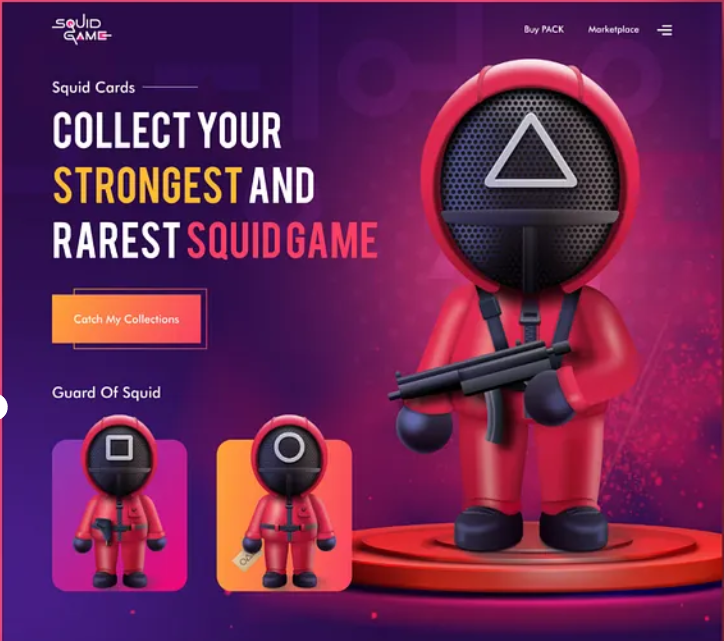 SQUID
GAME
Buy PACK
Marketplace
Squid Cards
COLLECT YOUR
STRONGEST AND
RAREST SQUID GAME
Catch My Collections
Guard Of Squid